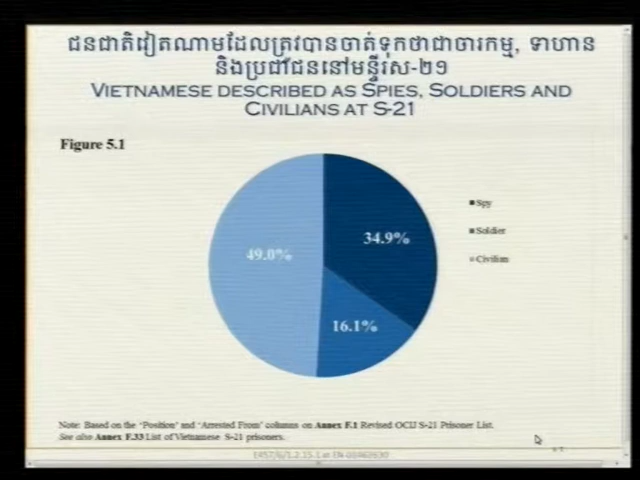 ជនជាតិវៀតណាមដែលត្រូវបានចាត់ទុកថាជាចារកម្ម, ទាហាន
និងប្រជាជននៅមន្ទីរស-២១
VIETNAMESE DESCRIBED AS SPIES, SOLDIERS AND
CIVILIANS AT S-21
Figure 5.1
Spy
34.9%
Soldier
49.0%
Civilian
16.1%
Note: Based on the 'Position' and 'Arrested From' columns on Annex F.1 Revised OCIJ S-21 Prisoner List.
See also Annex F.33 List of Vietnamese S-21 prisoners.